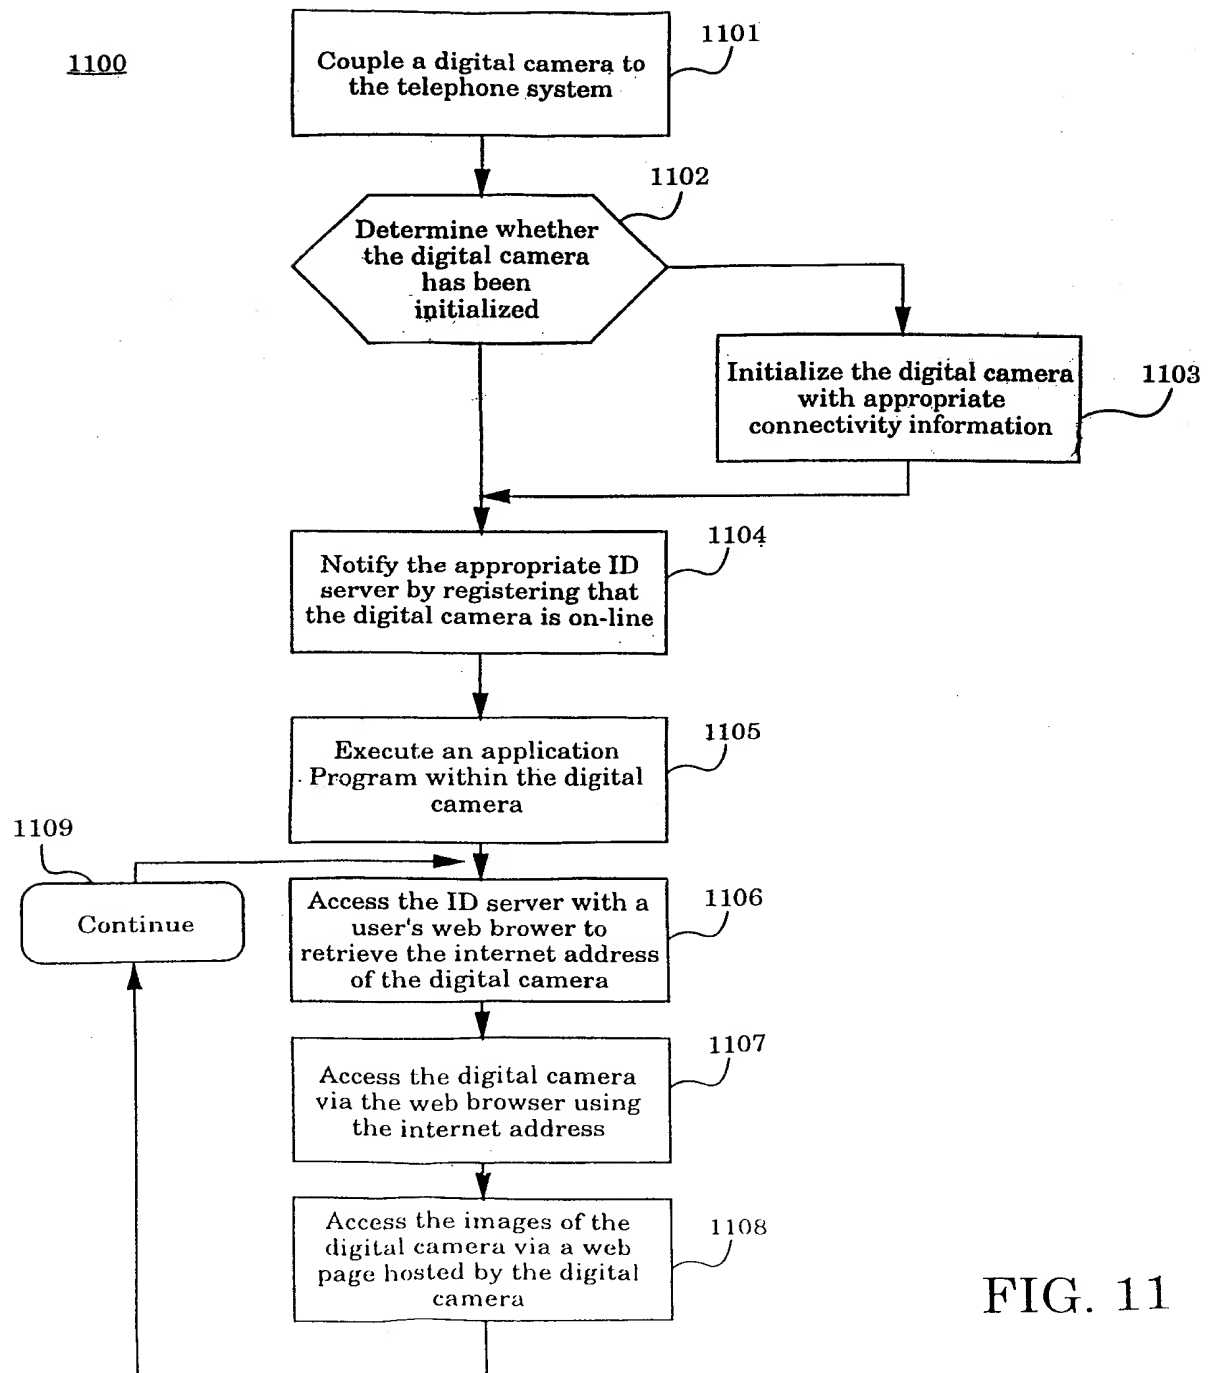 1100
1101
Couple a digital camera to
the telephone system
1102
Determine whether
the digital camera
has been
initialized
Initialize the digital camera
with appropriate
connectivity information
1103
1104
Notify the appropriate ID
server by registering that
the digital camera is on-line
1105
Execute an application
Program within the digital
camera
1109
Continue
1106
Access the ID server with a
user's web brower to
retrieve the internet address
of the digital camera
1107
Access the digital camera
via the web browser using
the internet address
1108
Access the images of the
digital camera via a web
page hosted by the digital
camera
FIG. 11